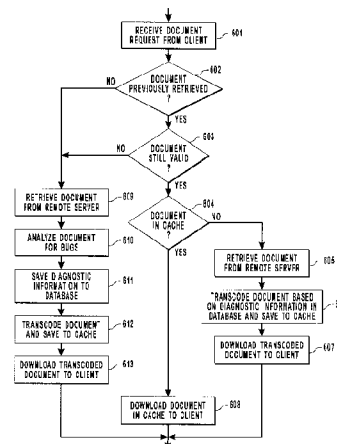 RECEIVE DOCUMENT
REQUEST FROM CLIENT
601
602
NO
DOCUMENT
PREVIOUSLY RETRIEVED
?
YES
603
NO
DOCUMENT
STILL VALID
?
YES
604
RETRIEVE DOCUMENT
FROM REMOTE SERVER
609
DOCUMENT
IN CACHE
?
NO
ANALYZE DOCUMENT
FOR BUGS
610
YES
RETRIEVE DOCUMENT
FROM REMOTE SERVER
605
SAVE DIAGNOSTIC
INFORMATION TO
DATABASE
611
TRANSCODE DOCUMENT BASED
ON DIAGNOSTIC INFORMATION IN
DATABASE AND SAVE TO CACHE
TRANSCODE DOCUMENT
AND SAVE TO CACHE
612
DOWNLOAD TRANSCODED
DOCUMENT TO CLIENT
607
DOWNLOAD TRANSCODED
DOCUMENT TO CLIENT
613
DOWNLOAD DOCUMENT
IN CACHE TO CLIENT
608